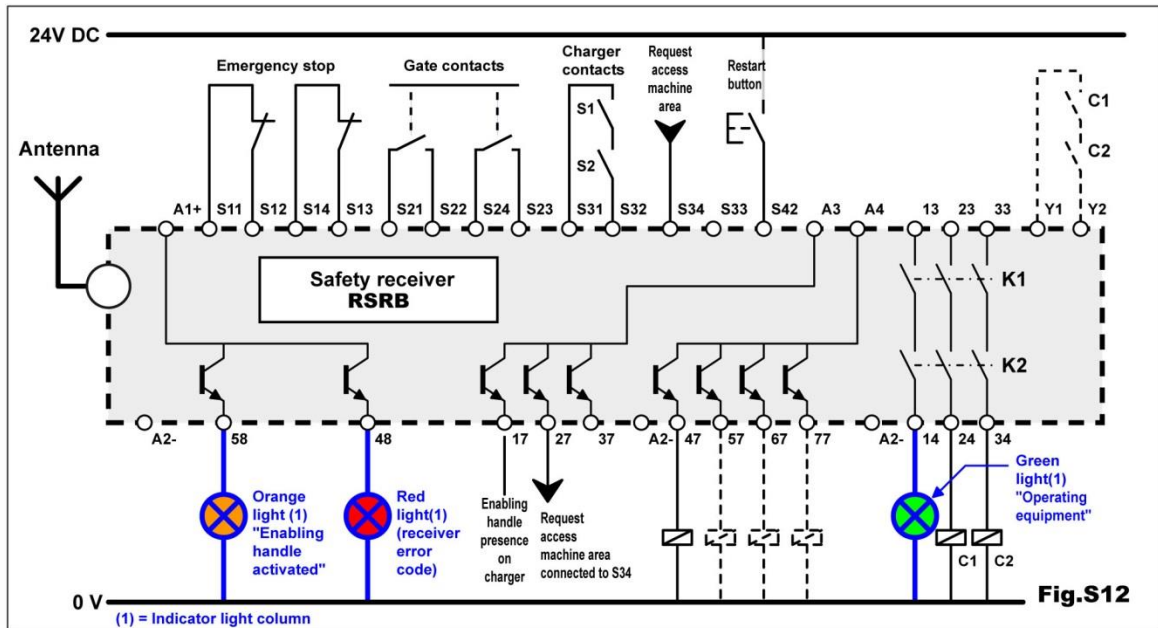 24V DC
Emergency stop
Gate contacts
Charger
contacts
Request
access
machine
area
Restart
button
S1
S2
C1
C2
Antenna
A1+ S11 S12 S14 S13 S21 S22 S24 S23 S31 S32 S34 S33 S42 A3 A4 13 23 33 Y1 Y2
Safety receiver
RSRB
K1
K2
A2- 58 48 17 27 37 A2- 47 57 67 77 A2- 14 24 34
Orange
light (1)
"Enabling
handle
activated"
Red
light(1)
(receiver
error
code)
Enabling
handle
presence
on
charger
Request
access
machine area
connected to S34
Green
light(1)
"Operating
equipment"
C1
C2
0 V
(1) = Indicator light column
Fig.S12